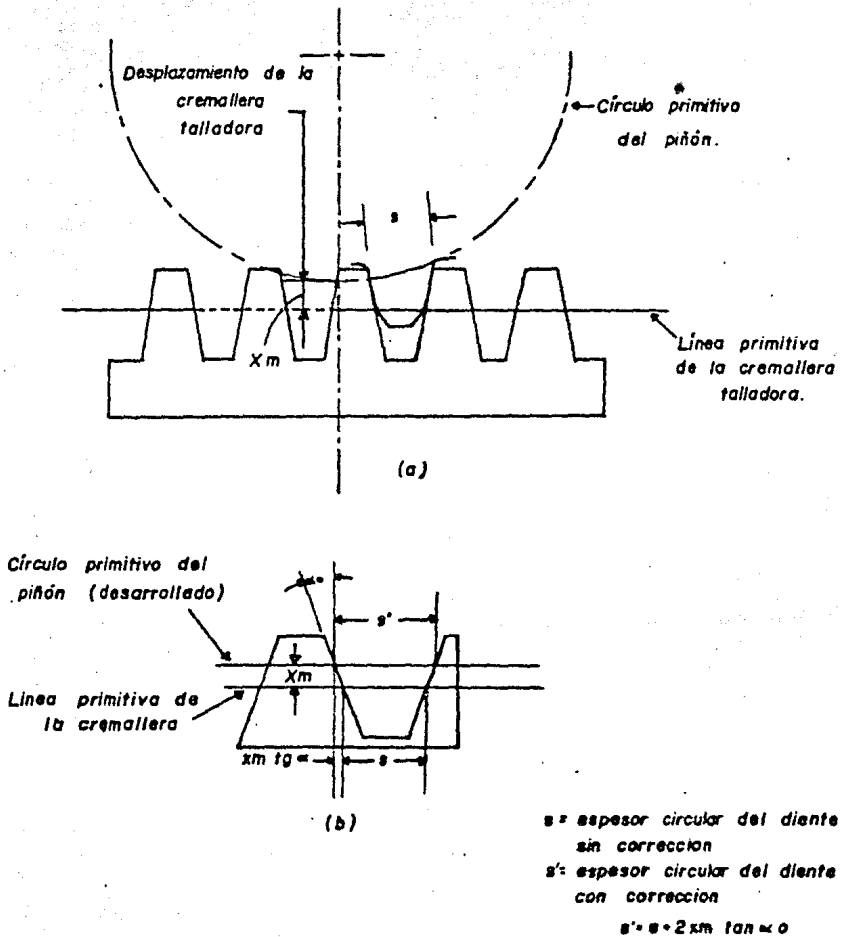 Desplazamiento de la
cremallera
talladora
Círculo primitivo
del piñón.
s
Xm
Línea primitiva
de la cremallera
talladora.
(a)
Círculo primitivo del
piñón (desarrollado)
s'
Xm
Línea primitiva de
la cremallera
xm tg ∝
s
(b)
s = espesor circular del diente
sin correccion
s'= espesor circular del diente
con correccion
s'= s+2xm tan ∝ o